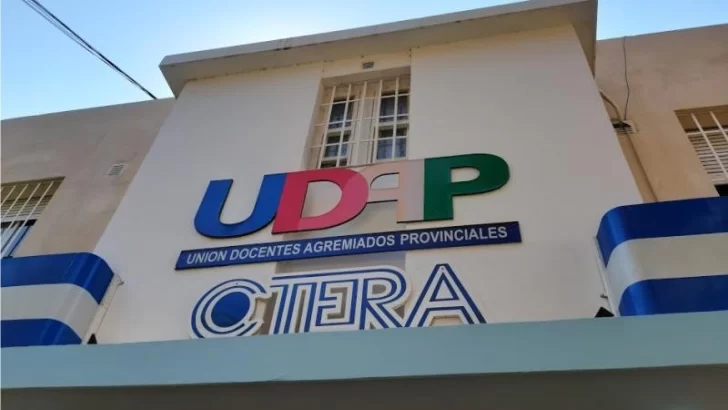 UDAP
UNION DOCENTES AGREMIADOS PROVINCIALES
CTERA